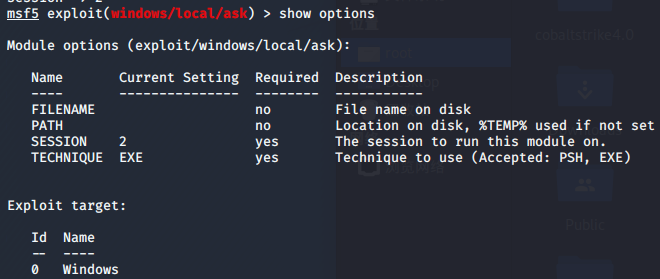 msf5 exploit(windows/local/ask) > show options
Module options (exploit/windows/local/ask):
Name Current Setting Required Description
---- --------------- -------- -----------
FILENAME no File name on disk
PATH no Location on disk, %TEMP% used if not set
SESSION 2 yes The session to run this module on.
TECHNIQUE EXE yes Technique to use (Accepted: PSH, EXE)
Exploit target:
Id Name
-- ----
0 Windows
cobaltstrike4.0
Public